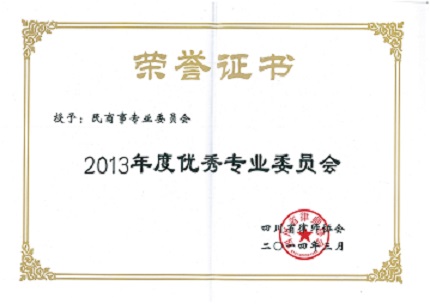 荣誉证书
授予：民商事专业委员会
2013年度优秀专业委员会
四川省律师协会
二〇一四年三月